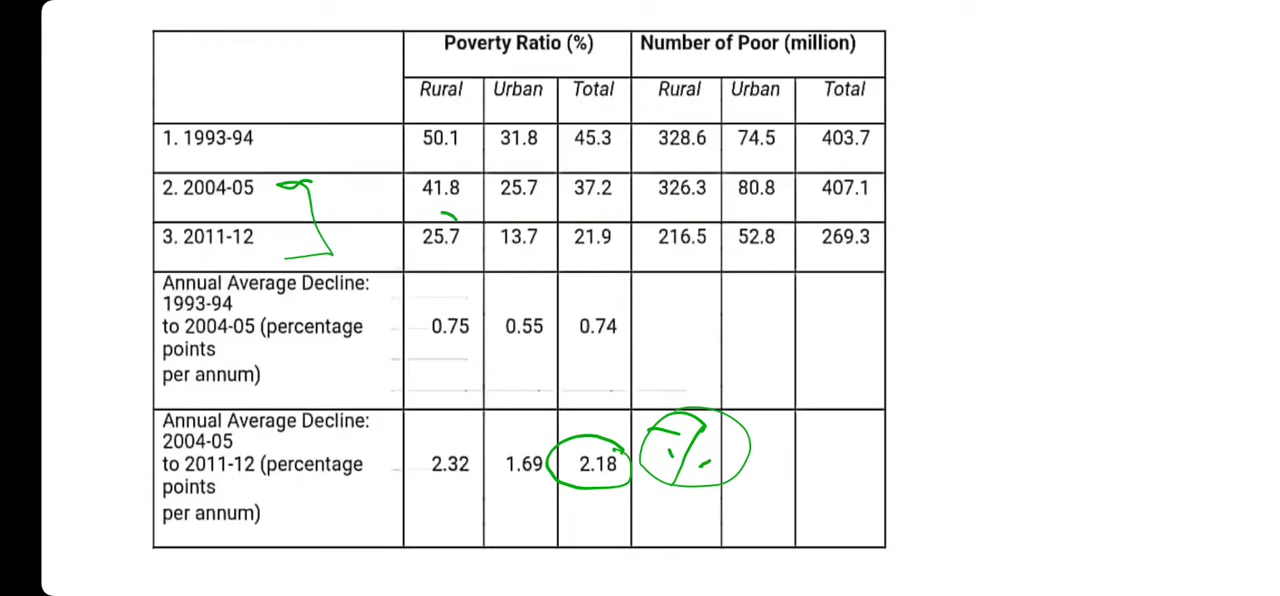 Poverty Ratio (%) Number of Poor (million)
Rural Urban Total Rural Urban Total
1. 1993-94 50.1 31.8 45.3 328.6 74.5 403.7
2. 2004-05 41.8 25.7 37.2 326.3 80.8 407.1
3. 2011-12 25.7 13.7 21.9 216.5 52.8 269.3
Annual Average Decline:
1993-94
to 2004-05 (percentage 0.75 0.55 0.74
points
per annum)
Annual Average Decline:
2004-05
to 2011-12 (percentage 2.32 1.69 2.18 %
points
per annum)